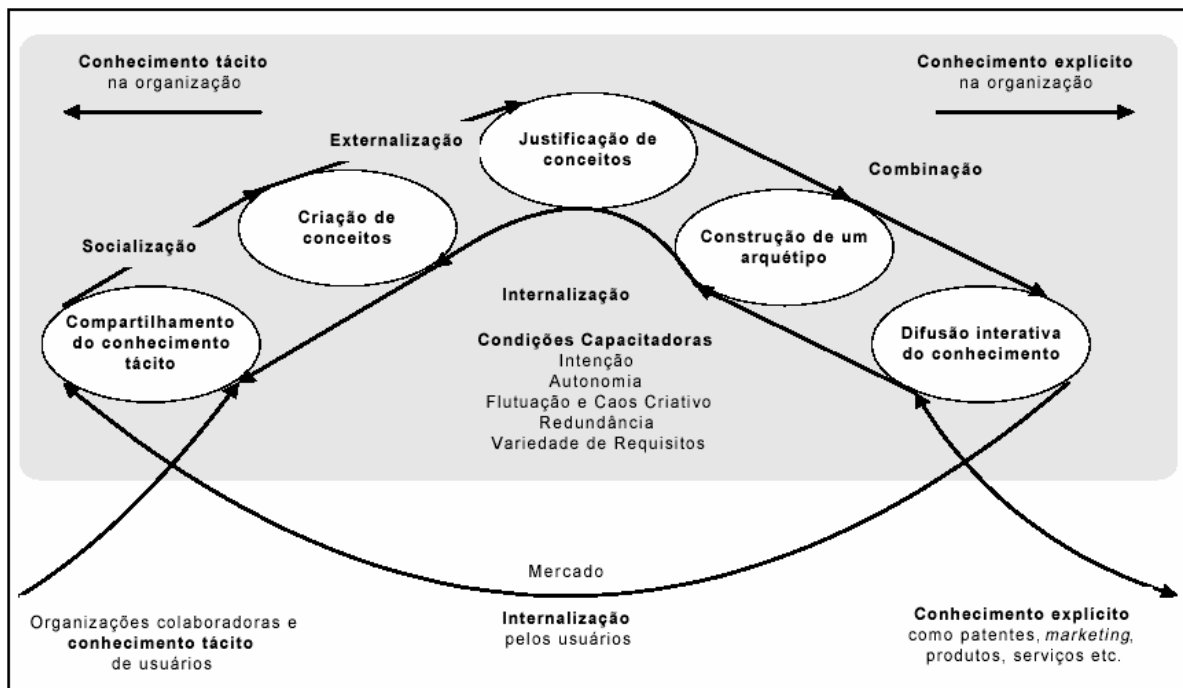 Conhecimento tácito
na organização
Conhecimento explícito
na organização
Externalização
Justificação de
conceitos
Combinação
Criação de
conceitos
Socialização
Construção de um
arquétipo
Internalização
Compartilhamento
do conhecimento
tácito
Difusão interativa
do conhecimento
Condições Capacitadoras
Intenção
Autonomia
Flutuação e Caos Criativo
Redundância
Variedade de Requisitos
Mercado
Organizações colaboradoras e
conhecimento tácito
de usuários
Internalização
pelos usuários
Conhecimento explícito
como patentes, marketing,
produtos, serviços etc.